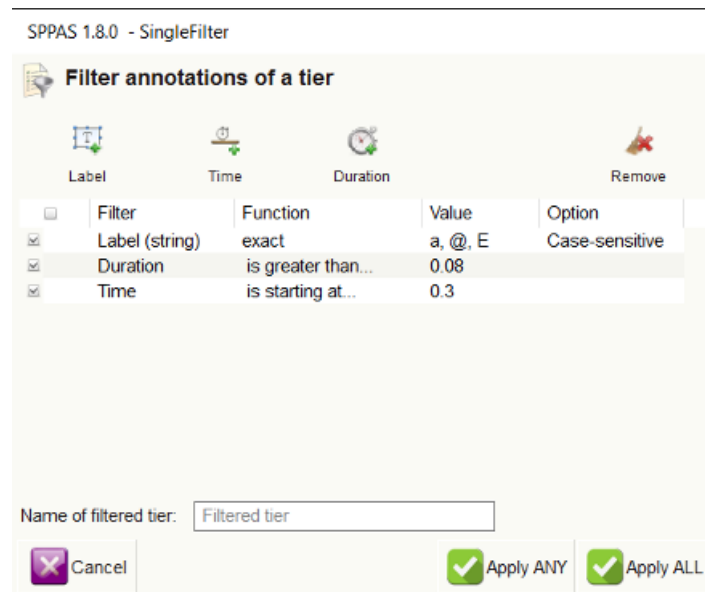 SPPAS 1.8.0 - SingleFilter
Filter annotations of a tier
Label Time Duration Remove
Filter Function Value Option
Label (string) exact a, @, E Case-sensitive
Duration is greater than... 0.08
Time is starting at... 0.3
Name of filtered tier: Filtered tier
Cancel Apply ANY Apply ALL